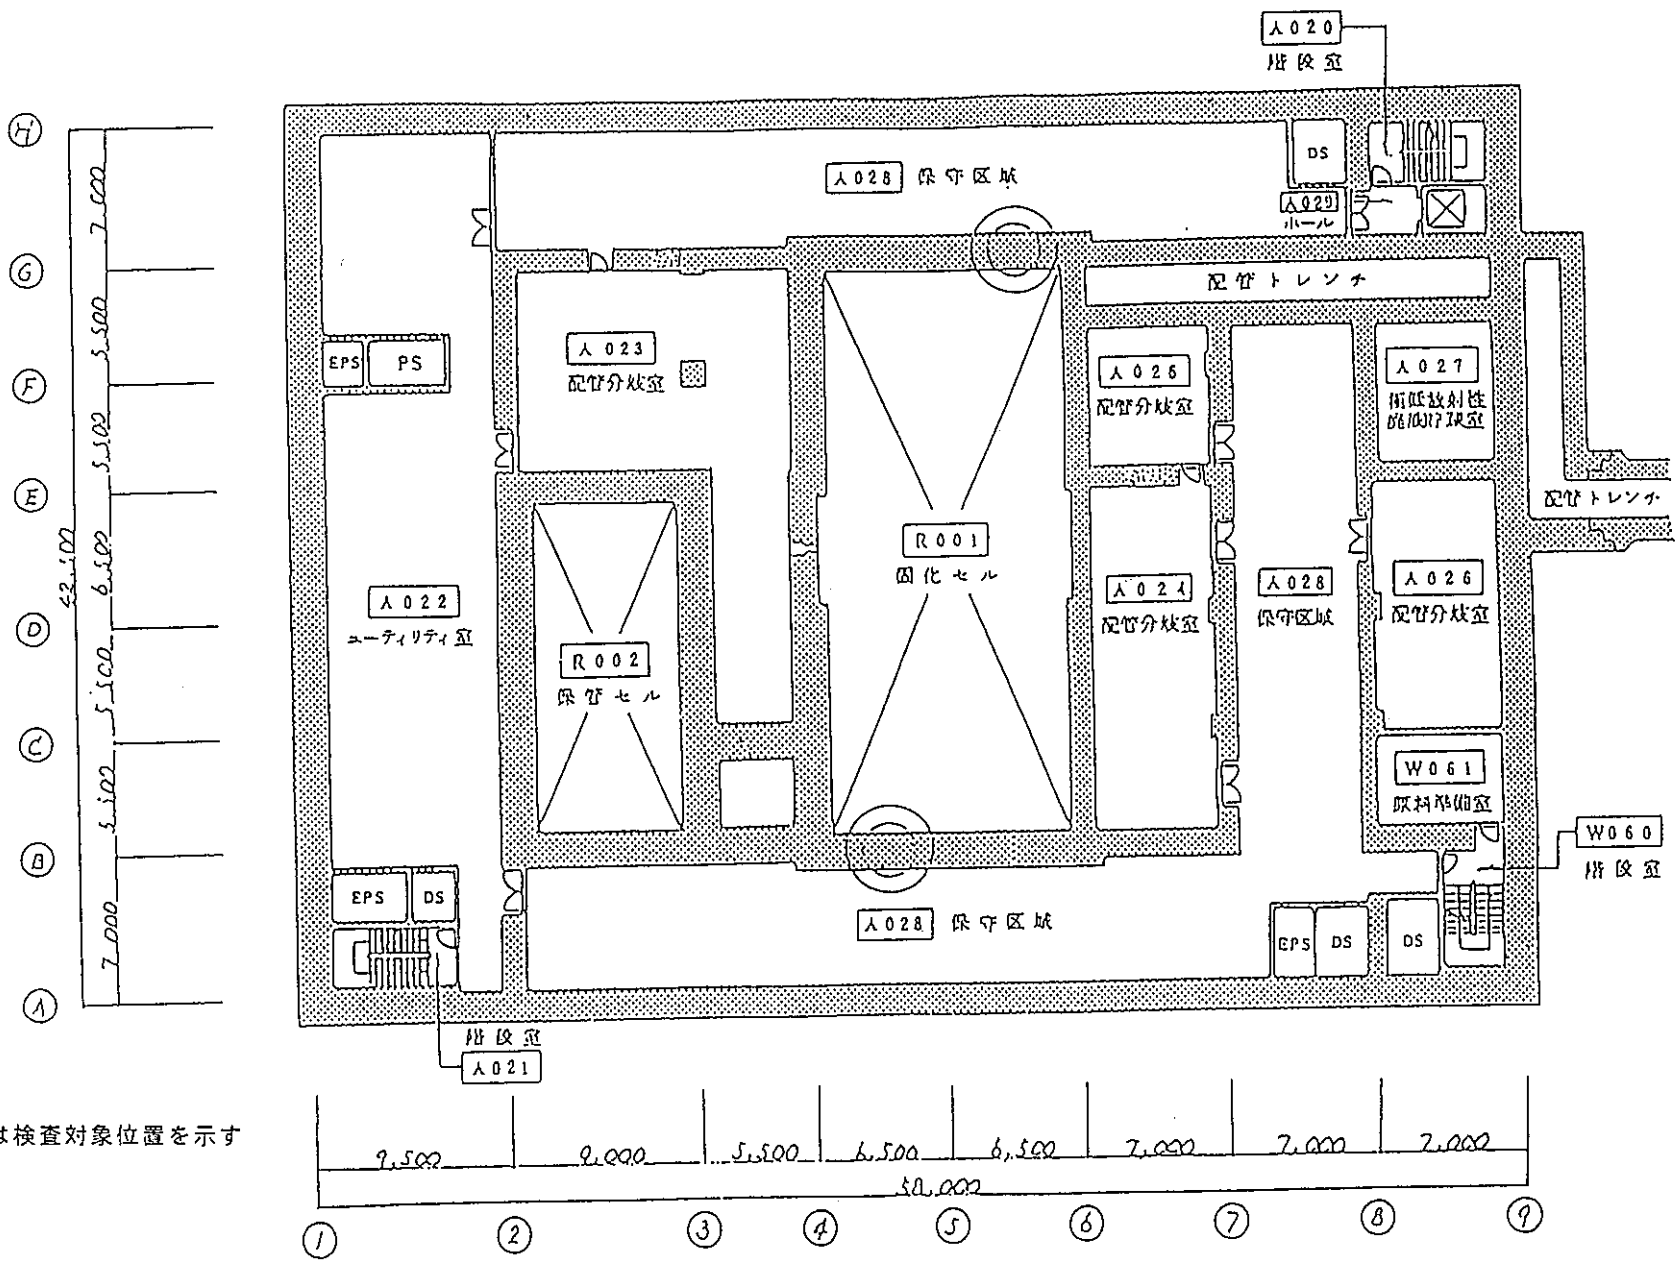 A020
階段室
H
DS
A028 保守区域
A029
ホール
7,000
G
配管トレンチ
5,500
A023
配管分岐室
EPS
PS
F
A025
配管分岐室
A027
5,500
E
配管トレンチ
R001
固化セル
6,500
42,500
A022
ユーティリティ室
A024
配管分岐室
A028
保守区域
A026
配管分岐室
D
R002
保管セル
5,500
C
W061
5,500
B
W060
階段室
EPS
DS
A028 保守区域
EPS
DS
DS
7,000
A
階段室
A021
は検査対象位置を示す
9,500
9,000
5,500
6,500
6,500
7,000
7,000
7,000
58,000
1
2
3
4
5
6
7
8
9